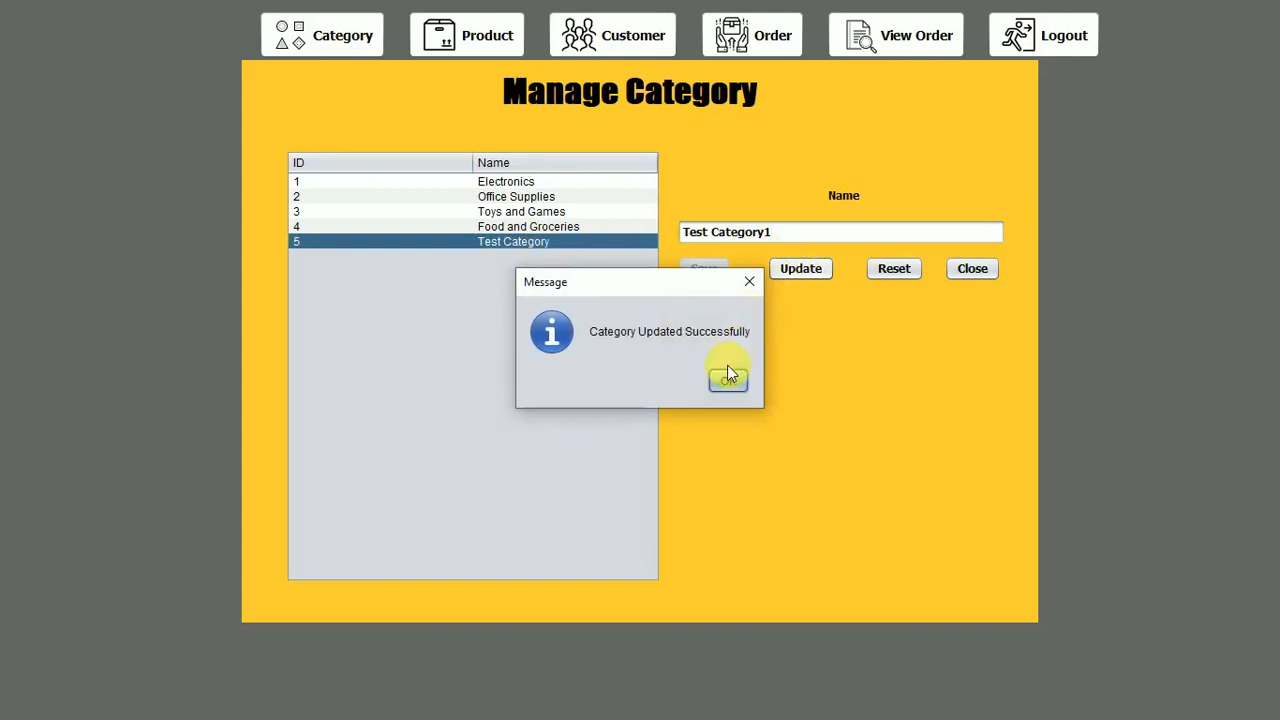 Category Product Customer Order View Order Logout
Manage Category
ID Name
1 Electronics
2 Office Supplies
3 Toys and Games
4 Food and Groceries
5 Test Category
Name
Test Category1
Update Reset Close
Message
Category Updated Successfully